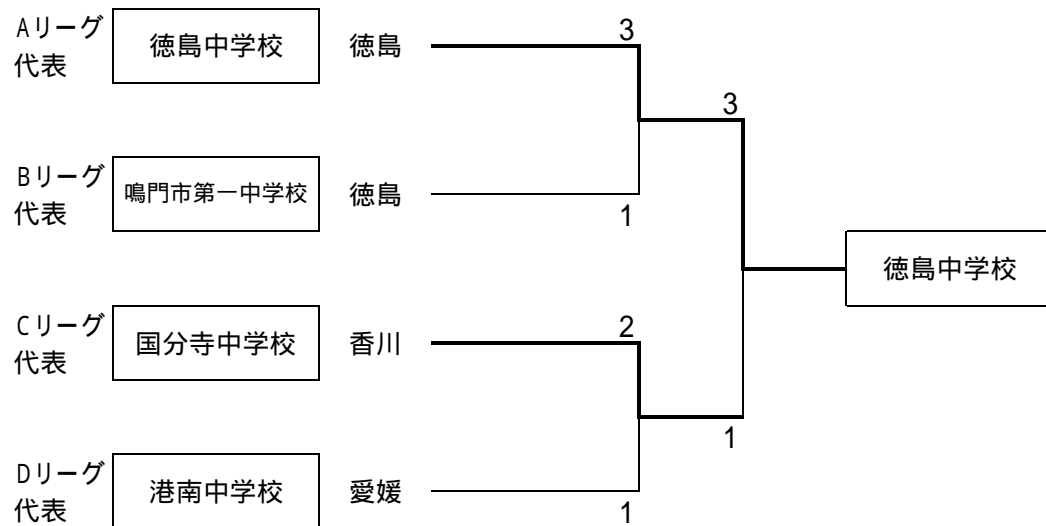 Aリーグ
代表
徳島中学校
徳島
3
3
Bリーグ
代表
鳴門市第一中学校
徳島
1
徳島中学校
Cリーグ
代表
国分寺中学校
香川
2
1
Dリーグ
代表
港南中学校
愛媛
1